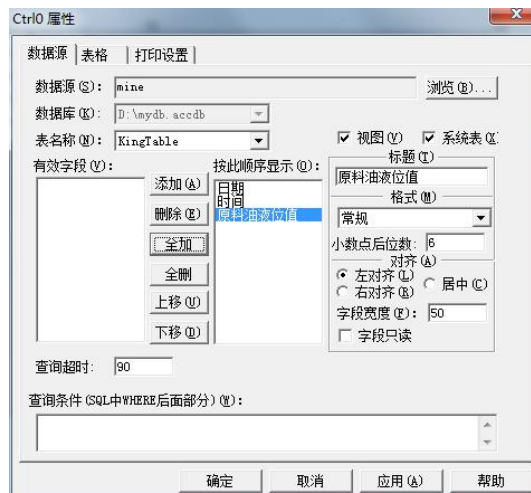 Ctrl0 属性
数据源 表格 打印设置
数据源(S): mine 浏览(B)...
数据库(K): D:\mydb.accdb
表名称(N): KingTable 视图(V) 系统表(X
有效字段(V): 按此顺序显示(O): 标题(T)
原料油液位值
添加(A) 日期
时间 格式(M)
删除(E) 原料油液位值 常规
全加 小数点后位数: 6
对齐(A)
全删 左对齐(L) 居中(C)
右对齐(R)
上移(U) 字段宽度(F): 50
下移(D) 字段只读
查询超时: 90
查询条件(SQL中WHERE后面部分)(W):
确定 取消 应用(A) 帮助